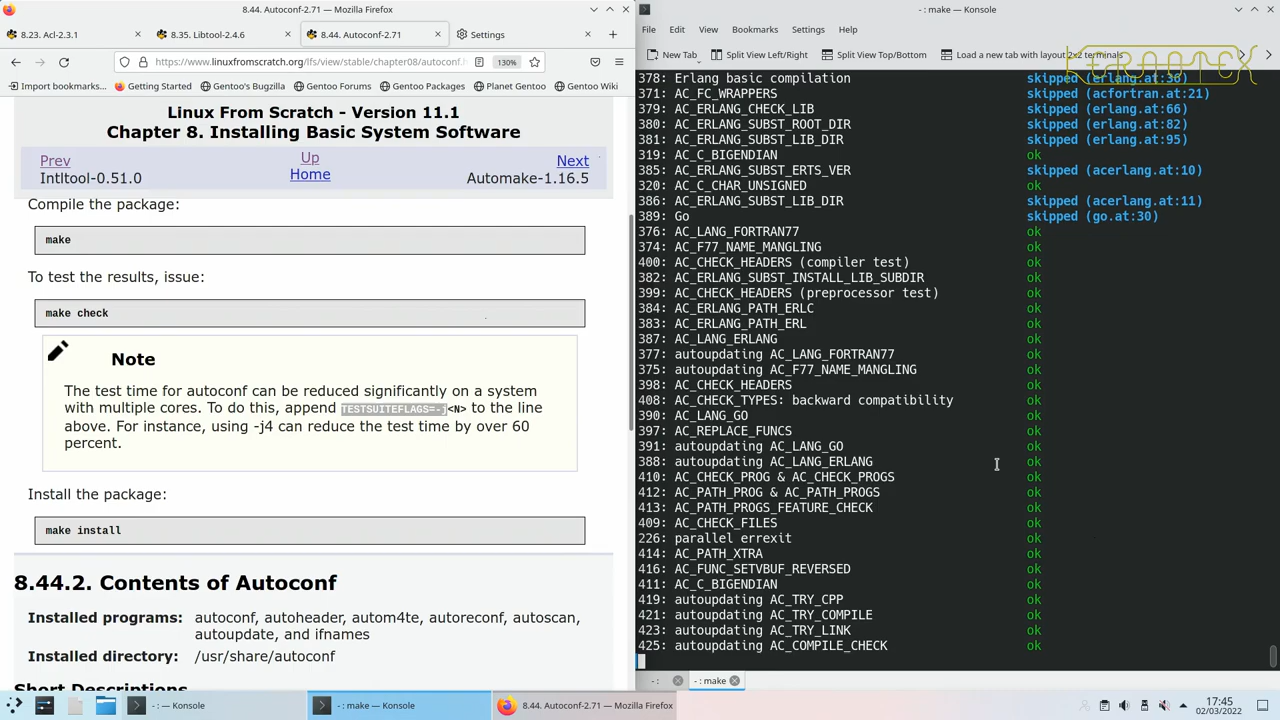 8.44. Autoconf-2.71 — Mozilla Firefox
8.23. Acl-2.3.1
8.35. Libtool-2.4.6
8.44. Autoconf-2.71
Settings
https://www.linuxfromscratch.org/lfs/view/stable/chapter08/autoconf.h
130%
Import bookmarks...
Getting Started
Gentoo's Bugzilla
Gentoo Forums
Gentoo Packages
Planet Gentoo
Gentoo Wiki
Linux From Scratch - Version 11.1
Chapter 8. Installing Basic System Software
Prev
Up
Next
Intltool-0.51.0
Home
Automake-1.16.5
Compile the package:
make
To test the results, issue:
make check
Note
The test time for autoconf can be reduced significantly on a system
with multiple cores. To do this, append TESTSUITEFLAGS=-j<N> to the line
above. For instance, using -j4 can reduce the test time by over 60
percent.
Install the package:
make install
8.44.2. Contents of Autoconf
Installed programs: autoconf, autoheader, autom4te, autoreconf, autoscan,
autoupdate, and ifnames
Installed directory: /usr/share/autoconf
Short Descriptions
- : make — Konsole
File Edit View Bookmarks Settings Help
New Tab
Split View Left/Right
Split View Top/Bottom
Load a new tab with layout 2x2 terminals
ERNORTEX
378: Erlang basic compilation skipped (erlang.at:30)
371: AC_FC_WRAPPERS skipped (acfortran.at:21)
379: AC_ERLANG_CHECK_LIB skipped (erlang.at:66)
380: AC_ERLANG_SUBST_ROOT_DIR skipped (erlang.at:82)
381: AC_ERLANG_SUBST_LIB_DIR skipped (erlang.at:95)
319: AC_C_BIGENDIAN ok
385: AC_ERLANG_SUBST_ERTS_VER skipped (acerlang.at:10)
320: AC_C_CHAR_UNSIGNED ok
386: AC_ERLANG_SUBST_LIB_DIR skipped (acerlang.at:11)
389: Go skipped (go.at:30)
376: AC_LANG_FORTRAN77 ok
374: AC_F77_NAME_MANGLING ok
400: AC_CHECK_HEADERS (compiler test) ok
382: AC_ERLANG_SUBST_INSTALL_LIB_SUBDIR ok
399: AC_CHECK_HEADERS (preprocessor test) ok
384: AC_ERLANG_PATH_ERLC ok
383: AC_ERLANG_PATH_ERL ok
387: AC_LANG_ERLANG ok
377: autoupdating AC_LANG_FORTRAN77 ok
375: autoupdating AC_F77_NAME_MANGLING ok
398: AC_CHECK_HEADERS ok
408: AC_CHECK_TYPES: backward compatibility ok
390: AC_LANG_GO ok
397: AC_REPLACE_FUNCS ok
391: autoupdating AC_LANG_GO ok
388: autoupdating AC_LANG_ERLANG ok
410: AC_CHECK_PROG & AC_CHECK_PROGS ok
412: AC_PATH_PROG & AC_PATH_PROGS ok
413: AC_PATH_PROGS_FEATURE_CHECK ok
409: AC_CHECK_FILES ok
226: parallel errexit ok
414: AC_PATH_XTRA ok
416: AC_FUNC_SETVBUF_REVERSED ok
411: AC_C_BIGENDIAN ok
419: autoupdating AC_TRY_CPP ok
421: autoupdating AC_TRY_COMPILE ok
423: autoupdating AC_TRY_LINK ok
425: autoupdating AC_COMPILE_CHECK ok
- :
- : make
- : — Konsole
- : make — Konsole
8.44. Autoconf-2.71 — Mozilla Firefox
17:45
02/03/2022